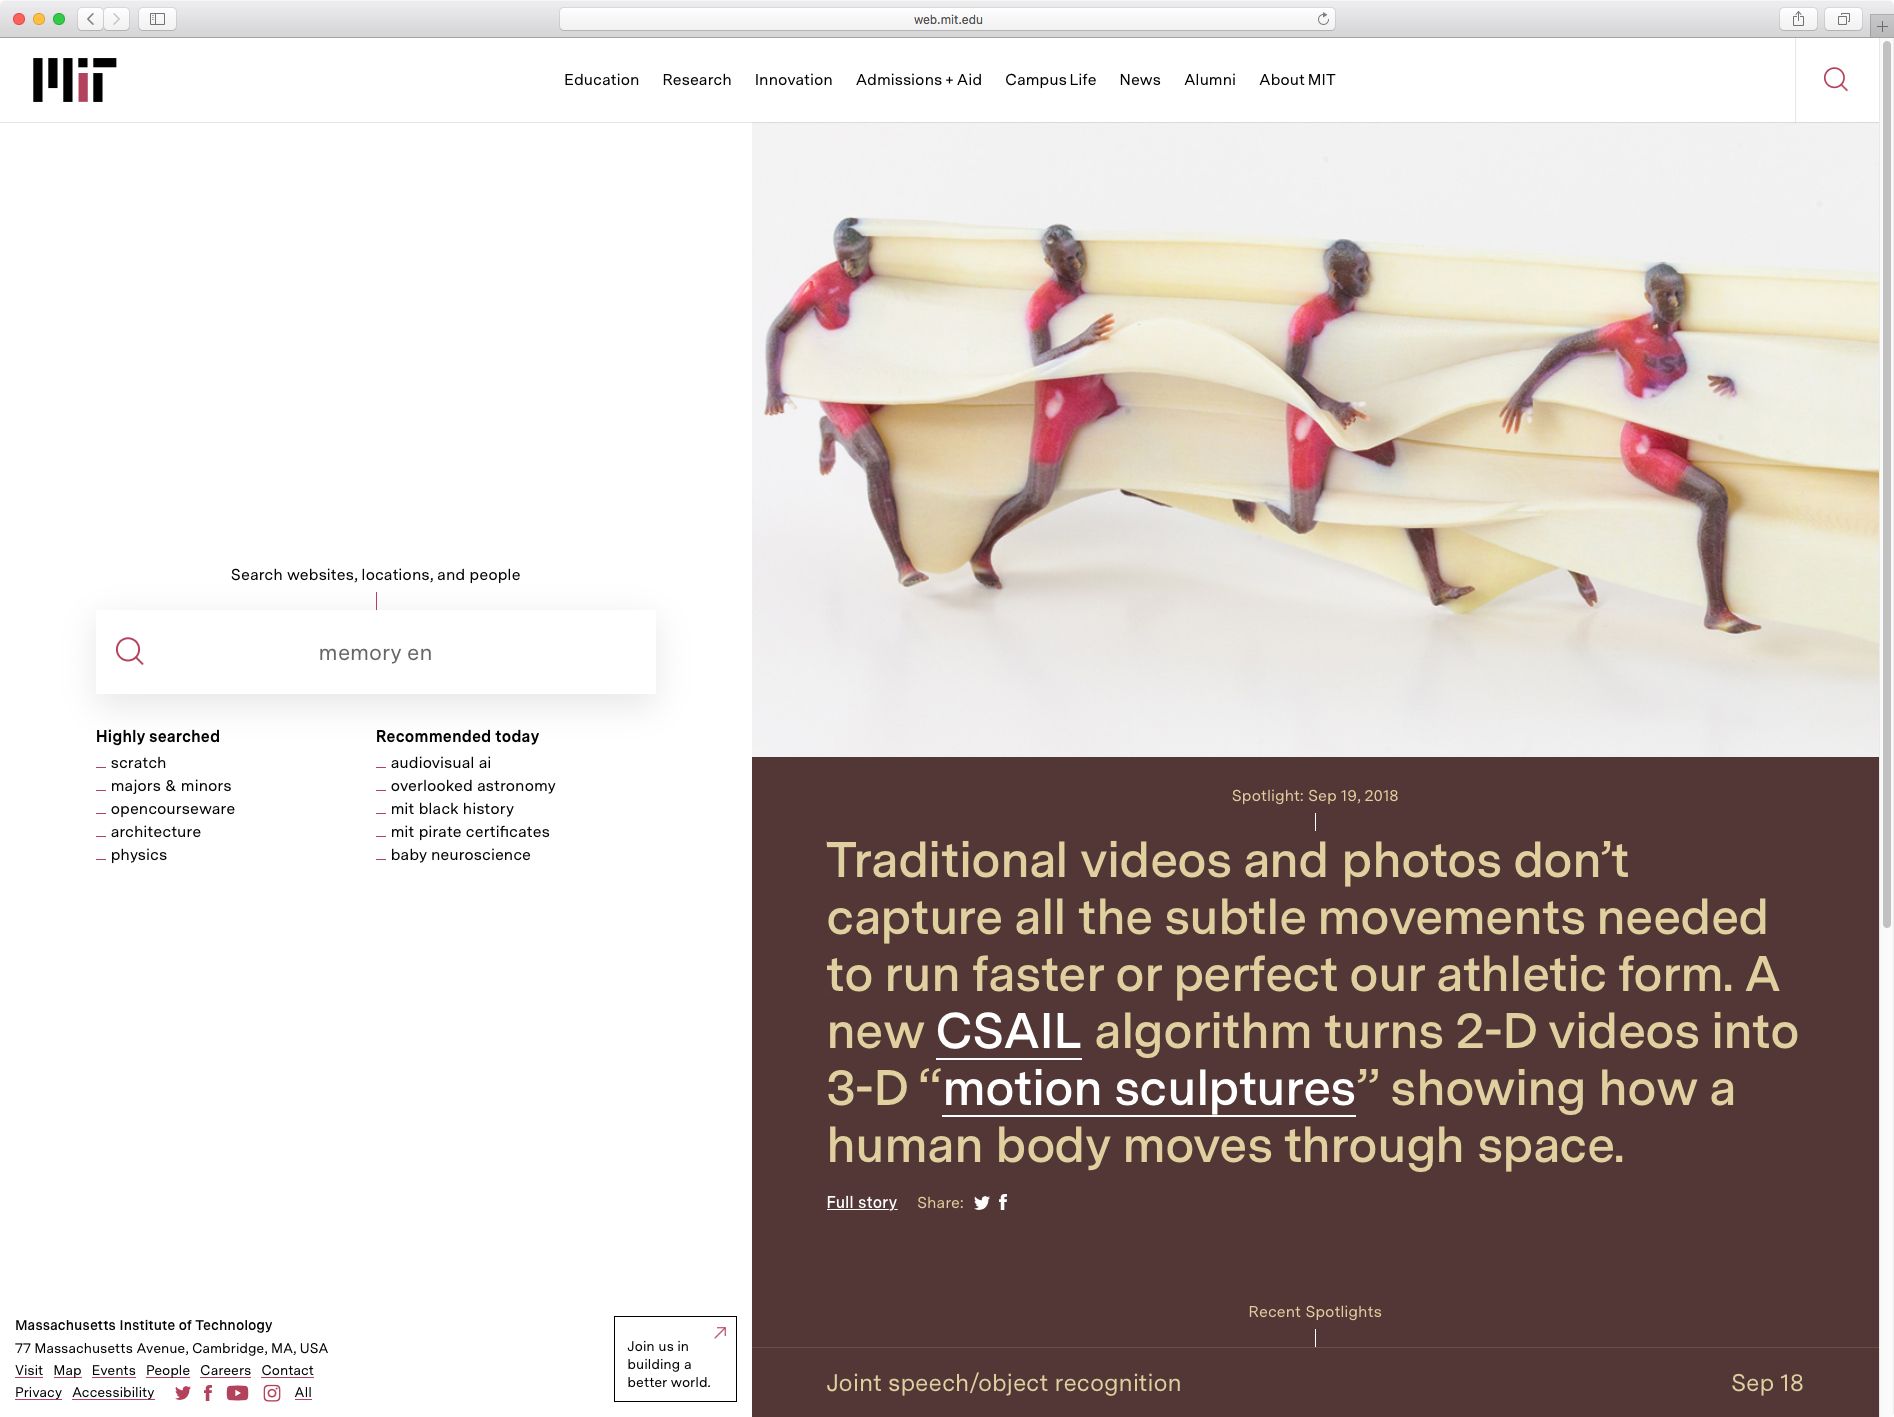 web.mit.edu
MIT
Education Research Innovation Admissions + Aid Campus Life News Alumni About MIT
Search websites, locations, and people
memory en
Highly searched
scratch
majors & minors
opencourseware
architecture
physics
Recommended today
audiovisual ai
overlooked astronomy
mit black history
mit pirate certificates
baby neuroscience
Massachusetts Institute of Technology
77 Massachusetts Avenue, Cambridge, MA, USA
Visit Map Events People Careers Contact
Privacy Accessibility All
Join us in
building a
better world.
Spotlight: Sep 19, 2018
Traditional videos and photos don’t
capture all the subtle movements needed
to run faster or perfect our athletic form. A
new CSAIL algorithm turns 2-D videos into
3-D “motion sculptures” showing how a
human body moves through space.
Full story Share:
Recent Spotlights
Joint speech/object recognition Sep 18